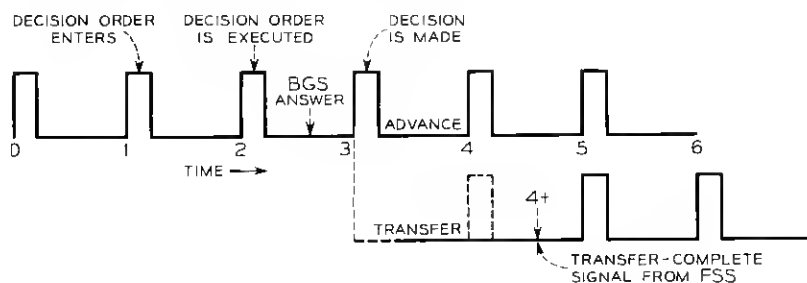 DECISION ORDER
ENTERS
DECISION ORDER
IS EXECUTED
DECISION
IS MADE
BGS
ANSWER
ADVANCE
0 1 2 3 4 5 6
TIME
TRANSFER
4+
TRANSFER-COMPLETE
SIGNAL FROM FSS